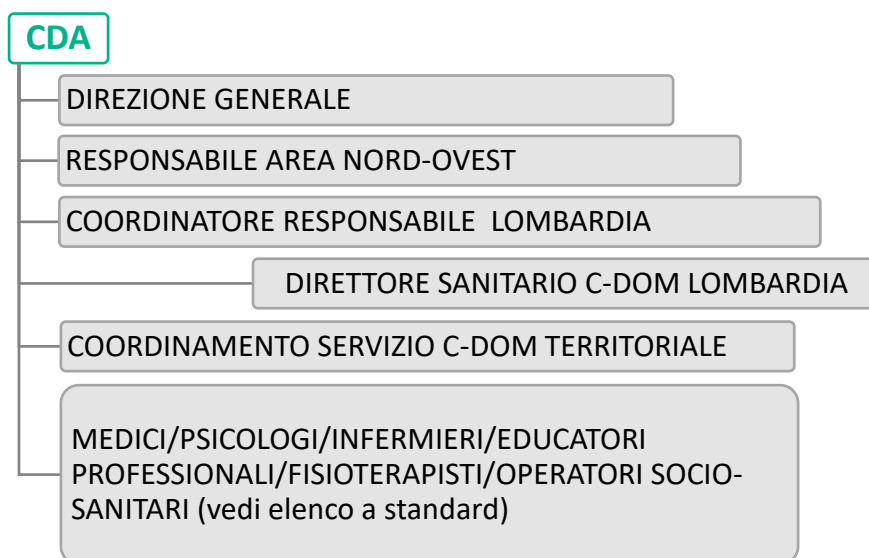 CDA
DIREZIONE GENERALE
RESPONSABILE AREA NORD-OVEST
COORDINATORE RESPONSABILE  LOMBARDIA
DIRETTORE SANITARIO C-DOM LOMBARDIA
COORDINAMENTO SERVIZIO C-DOM TERRITORIALE
MEDICI/PSICOLOGI/INFERMIERI/EDUCATORI
PROFESSIONALI/FISIOTERAPISTI/OPERATORI SOCIO-
SANITARI (vedi elenco a standard)